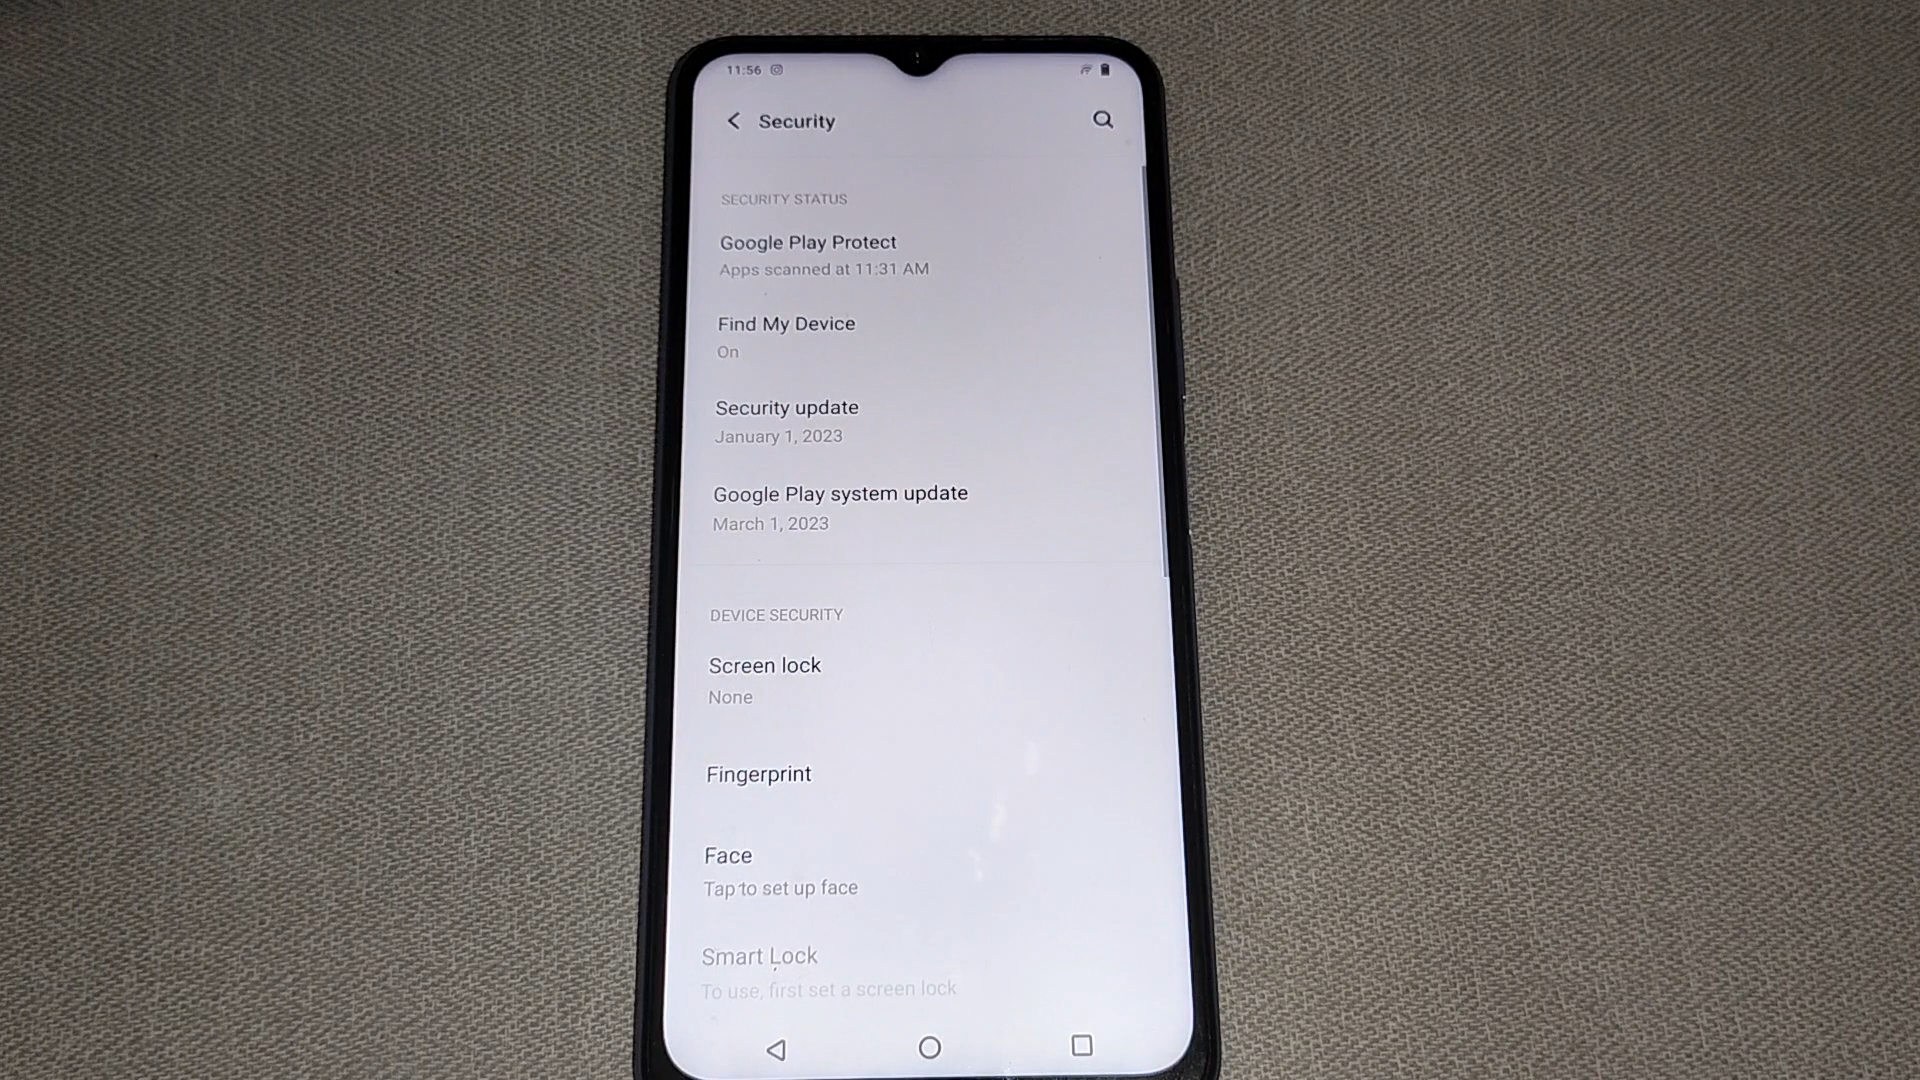 11:56
Security
SECURITY STATUS
Google Play Protect
Apps scanned at 11:31 AM
Find My Device
On
Security update
January 1, 2023
Google Play system update
March 1, 2023
DEVICE SECURITY
Screen lock
None
Fingerprint
Face
Tap to set up face
Smart Lock
To use, first set a screen lock